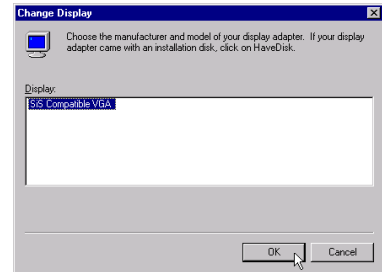 Change Display
Choose the manufacturer and model of your display adapter. If your display
adapter came with an installation disk, click on HaveDisk.
Display:
SiS Compatible VGA
OK
Cancel